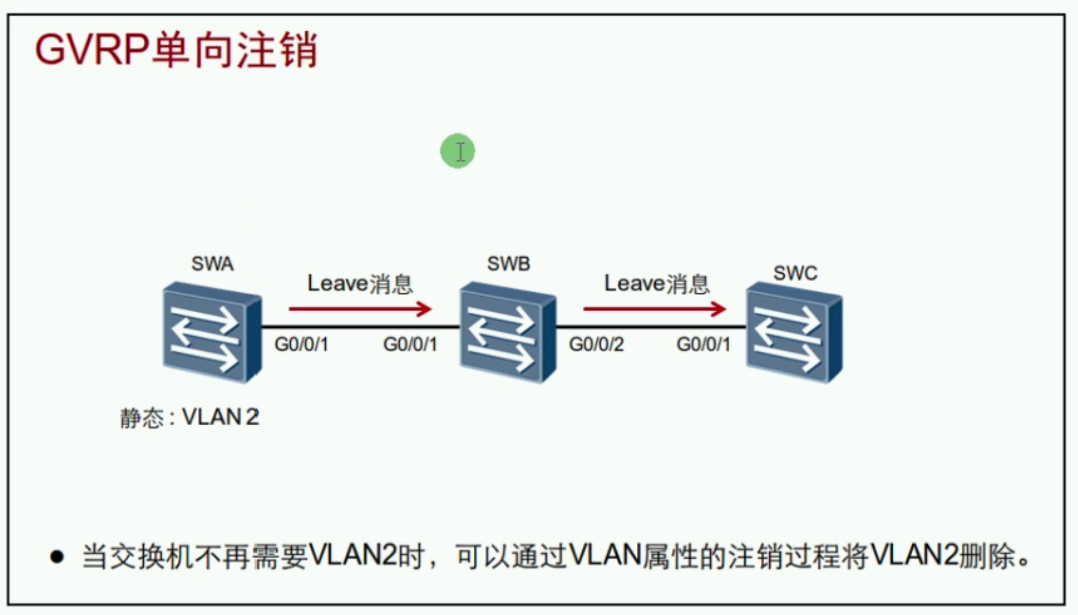 GVRP单向注销
SWA
SWB
SWC
Leave消息
Leave消息
G0/0/1
G0/0/1
G0/0/2
G0/0/1
静态：VLAN 2
● 当交换机不再需要VLAN2时，可以通过VLAN属性的注销过程将VLAN2删除。